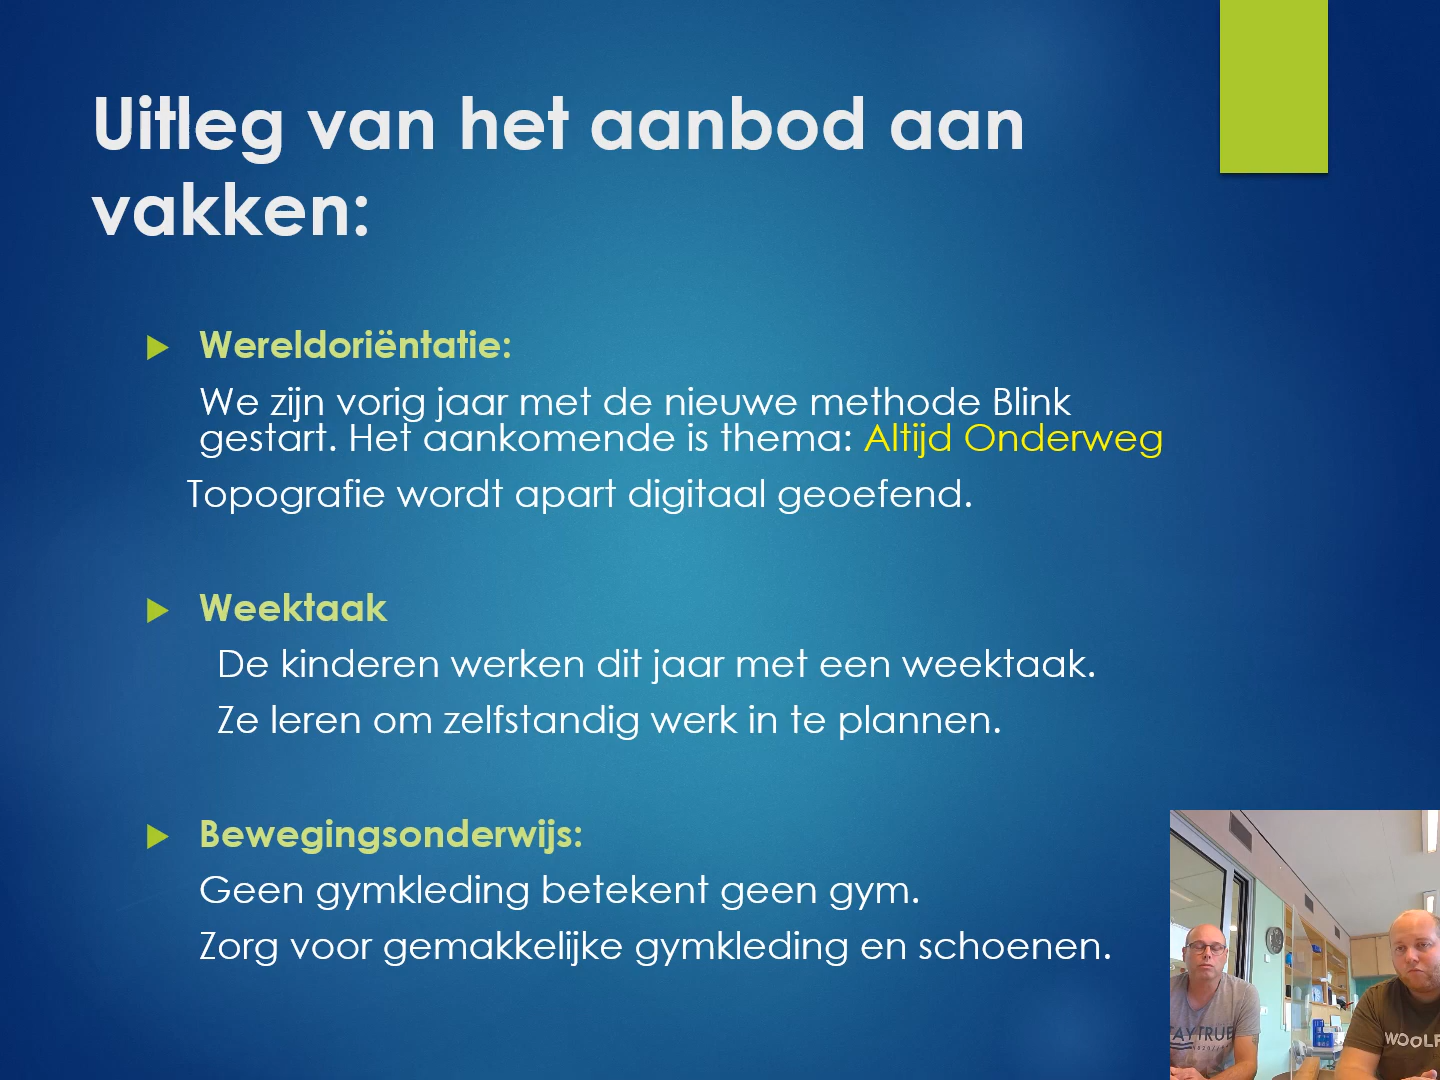 Uitleg van het aanbod aan
vakken:
Wereldoriëntatie:
We zijn vorig jaar met de nieuwe methode Blink
gestart. Het aankomende is thema: Altijd Onderweg
Topografie wordt apart digitaal geoefend.
Weektaak
De kinderen werken dit jaar met een weektaak.
Ze leren om zelfstandig werk in te plannen.
Bewegingsonderwijs:
Geen gymkleding betekent geen gym.
Zorg voor gemakkelijke gymkleding en schoenen.
AYTRUE
WOOLF